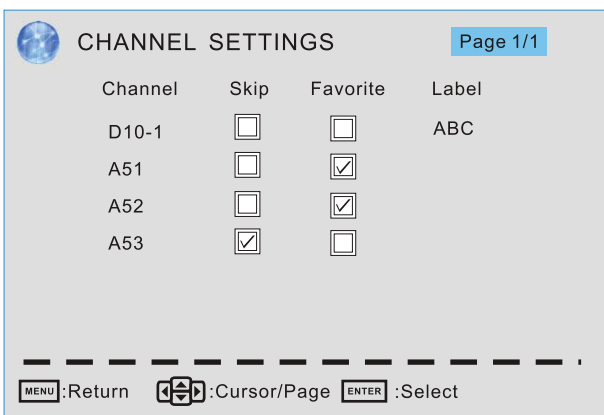 CHANNEL SETTINGS Page 1/1
Channel Skip Favorite Label
D10-1 ABC
A51
A52
A53
MENU :Return :Cursor/Page ENTER :Select